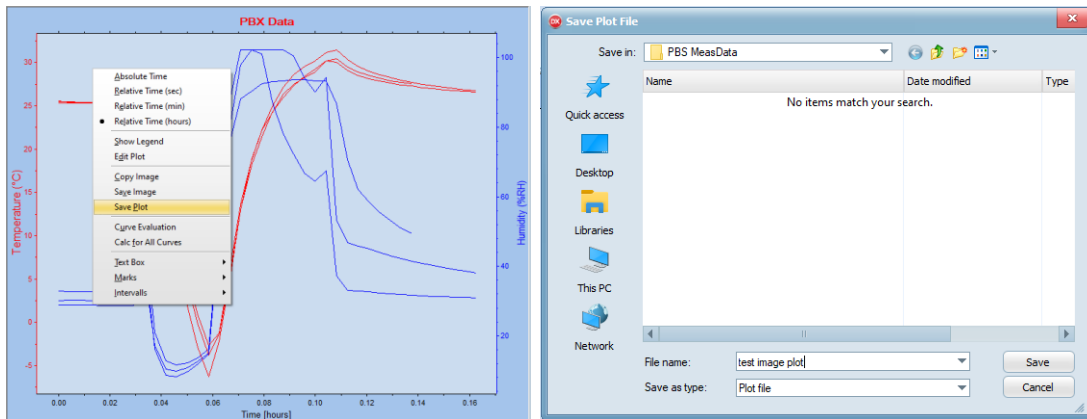 PBX Data
Temperature (°C)
30
25
20
15
10
5
0
-5
Absolute Time
Relative Time (sec)
Relative Time (min)
Relative Time (hours)
Show Legend
Edit Plot
Copy Image
Save Image
Save Plot
Curve Evaluation
Calc for All Curves
Text Box
Marks
Intervalls
100
80
60
40
20
Humidity (%RH)
0.00 0.02 0.04 0.06 0.08 0.10 0.12 0.14 0.16
Time [hours]
DX Save Plot File
Save in: PBS MeasData
Name Date modified Type
No items match your search.
Quick access
Desktop
Libraries
This PC
Network
File name: test image plot Save
Save as type: Plot file Cancel